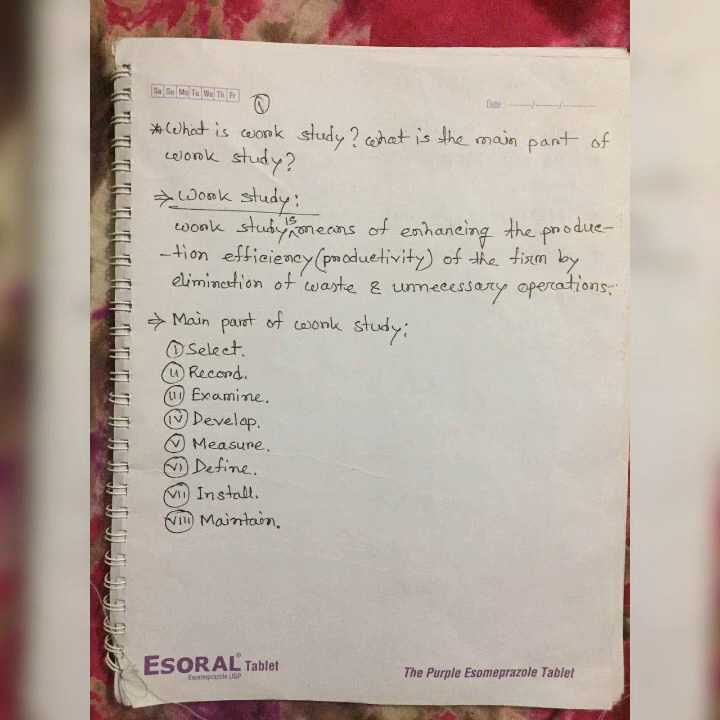 Sa Su Mo Tu We Th Fr
1
Date : --------/--------/----------
*What is work study? what is the main part of
work study?
⇒ Work study:
work study is means of enhancing the produc-
-tion efficiency (productivity) of the firm by
elimination of waste & unnecessary operations.
⇒ Main part of work study:
(i) Select.
(ii) Record.
(iii) Examine.
(iv) Develop.
(v) Measure.
(vi) Define.
(vii) Install.
(viii) Maintain.
ESORAL® Tablet
Esomeprazole USP
The Purple Esomeprazole Tablet